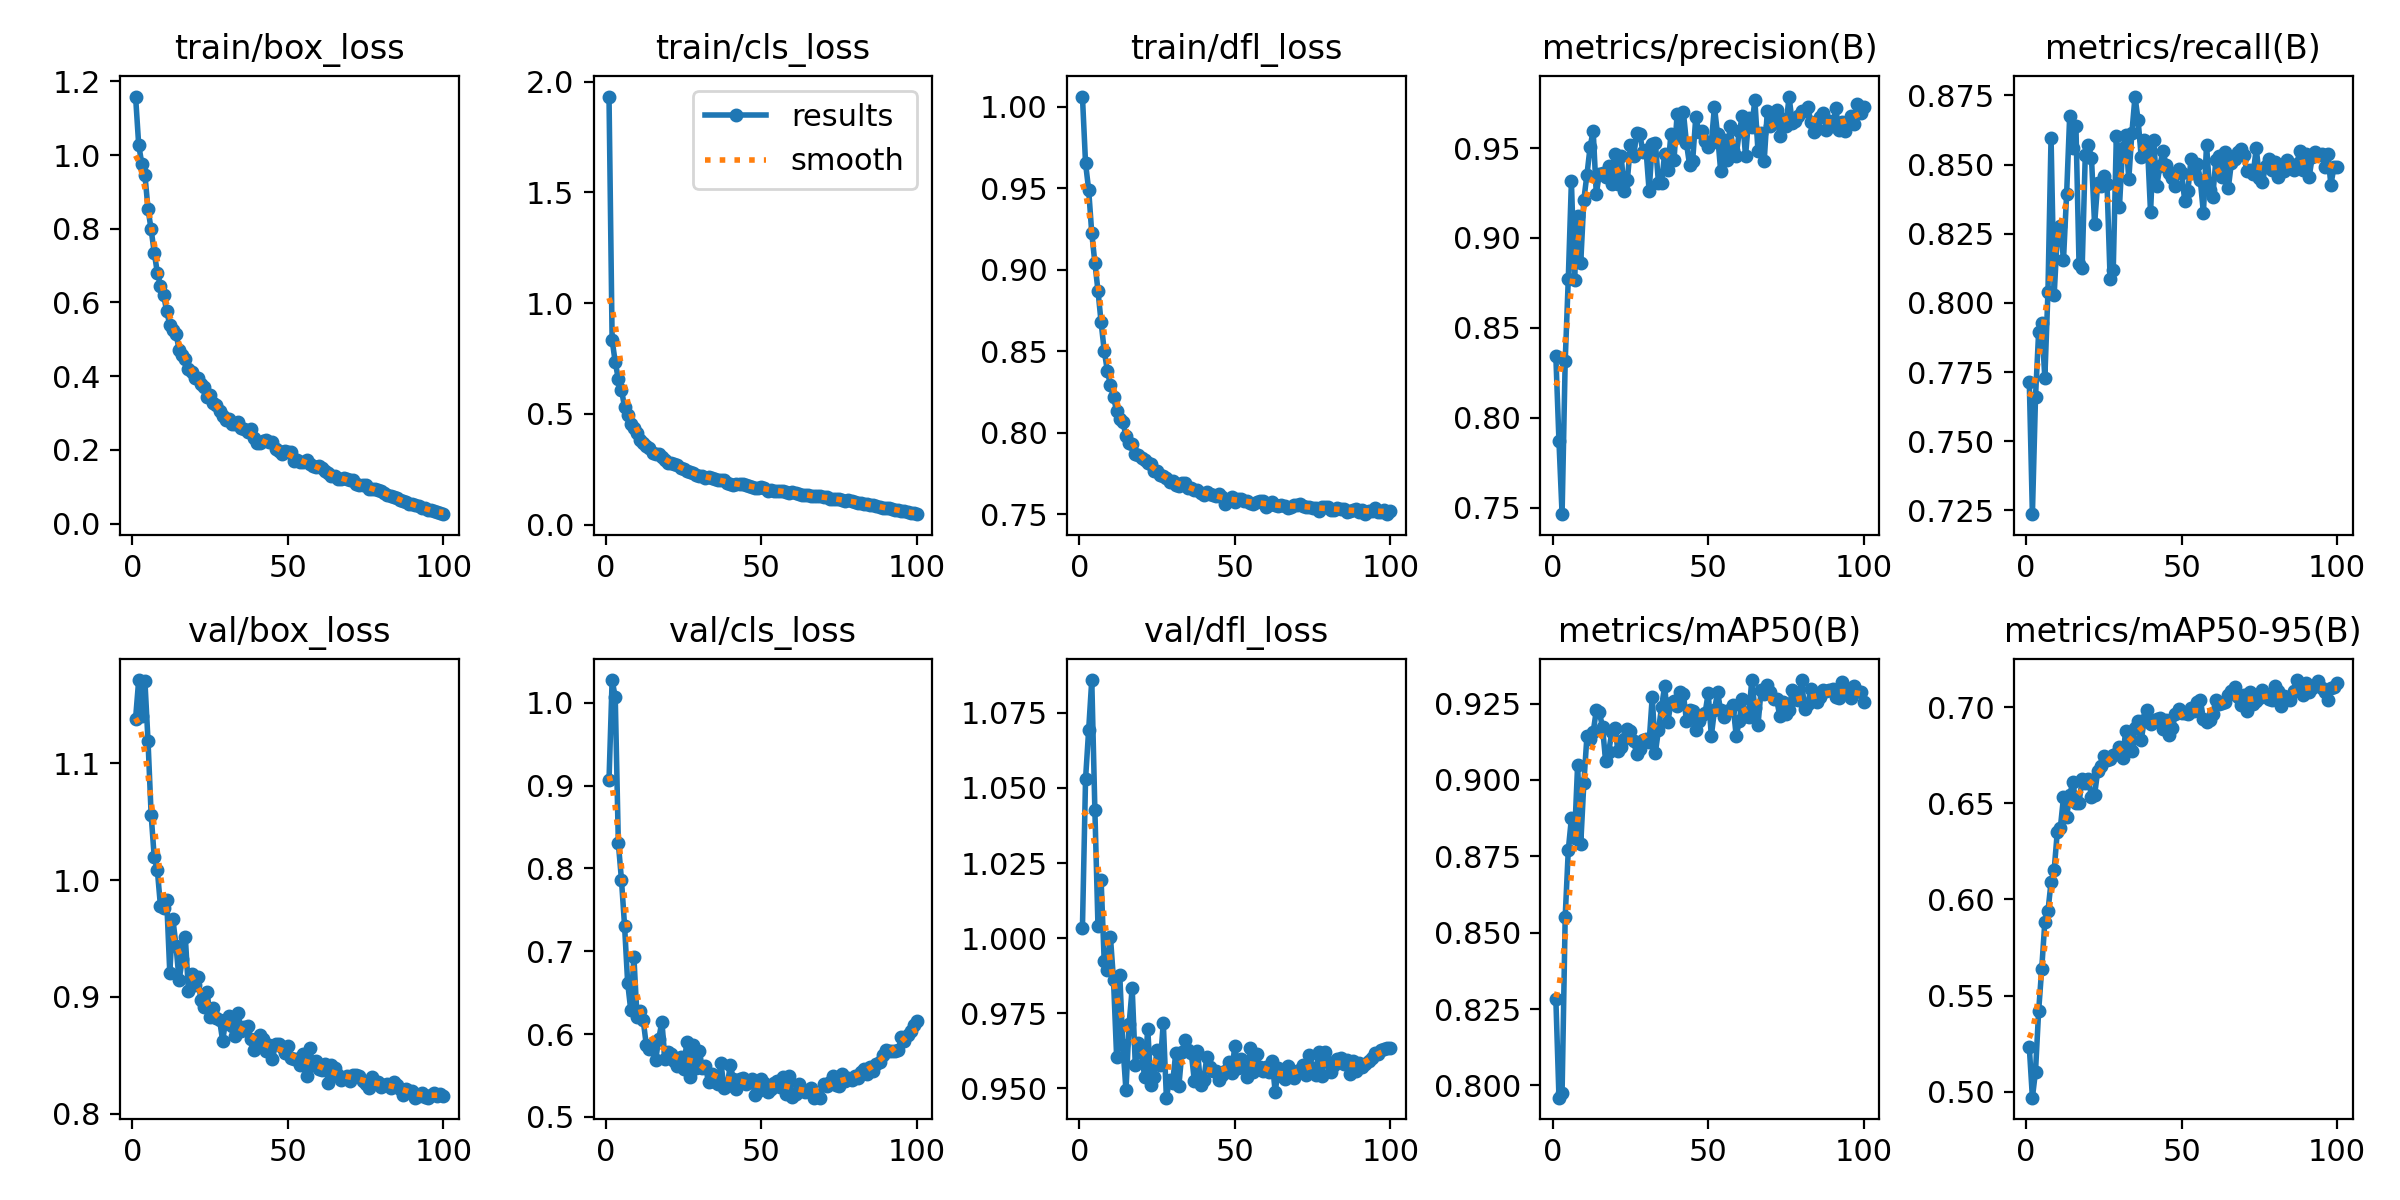 train/box_loss
1.2
1.0
0.8
0.6
0.4
0.2
0.0
0 50 100
train/cls_loss
results
smooth
2.0
1.5
1.0
0.5
0.0
0 50 100
train/dfl_loss
1.00
0.95
0.90
0.85
0.80
0.75
0 50 100
metrics/precision(B)
0.95
0.90
0.85
0.80
0.75
0 50 100
metrics/recall(B)
0.875
0.850
0.825
0.800
0.775
0.750
0.725
0 50 100
val/box_loss
1.1
1.0
0.9
0.8
0 50 100
val/cls_loss
1.0
0.9
0.8
0.7
0.6
0.5
0 50 100
val/dfl_loss
1.075
1.050
1.025
1.000
0.975
0.950
0 50 100
metrics/mAP50(B)
0.925
0.900
0.875
0.850
0.825
0.800
0 50 100
metrics/mAP50-95(B)
0.70
0.65
0.60
0.55
0.50
0 50 100